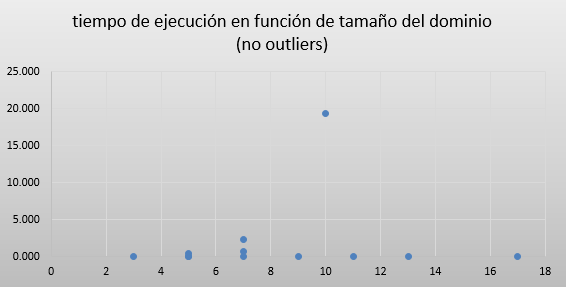 tiempo de ejecución en función de tamaño del dominio
(no outliers)
25.000
20.000
15.000
10.000
5.000
0.000
0 2 4 6 8 10 12 14 16 18